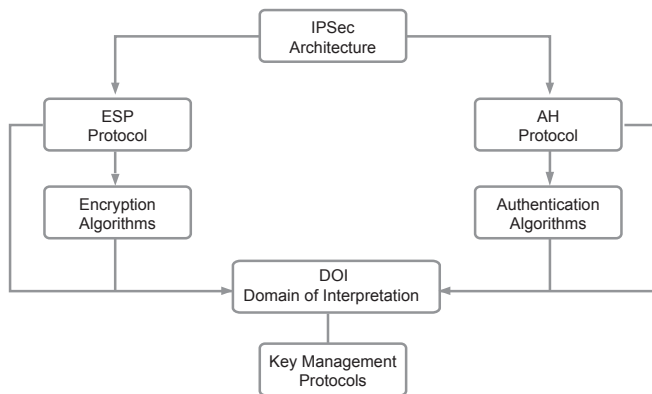 IPSec
Architecture
ESP
Protocol
AH
Protocol
Encryption
Algorithms
Authentication
Algorithms
DOI
Domain of Interpretation
Key Management
Protocols